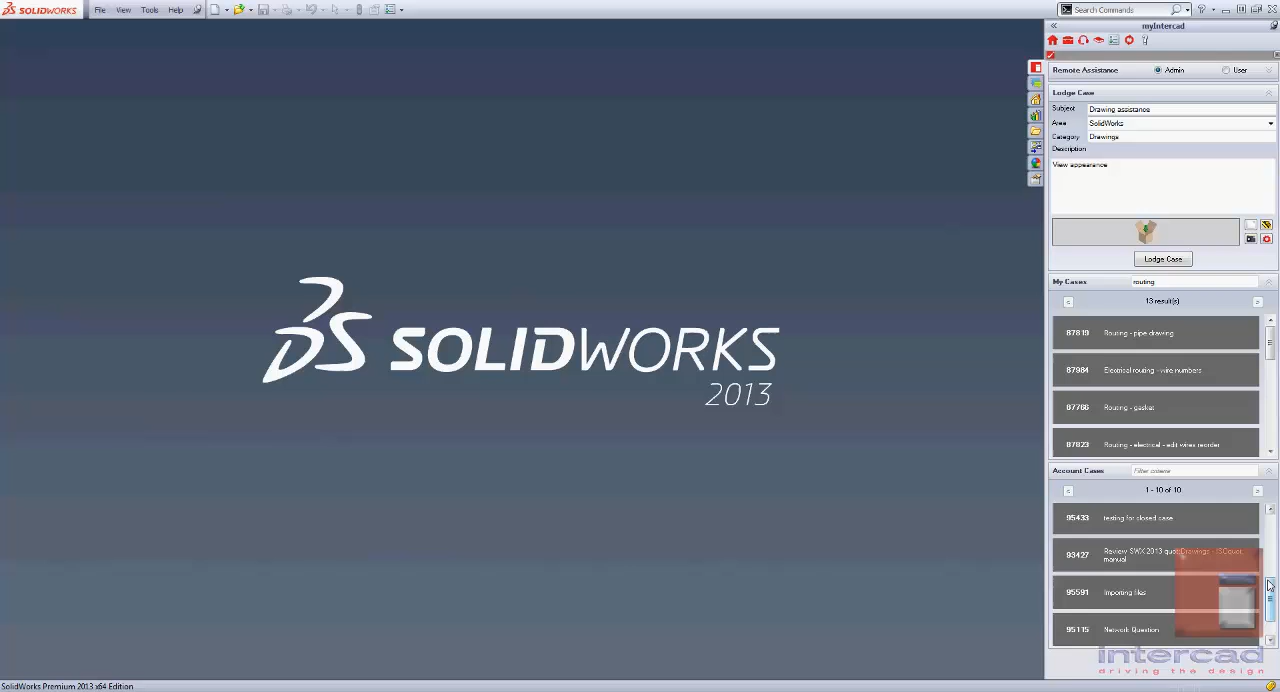 SOLIDWORKS File View Tools Help Search Commands
myIntercad
Remote Assistance Admin User
Lodge Case
Subject Drawing assistance
Area SolidWorks
Category Drawings
Description
View appearance
Lodge Case
My Cases routing
13 result(s)
87819 Routing - pipe drawing
87984 Electrical routing - wire numbers
87766 Routing - gasket
87823 Routing - electrical - edit wires reorder
SOLIDWORKS
2013
Account Cases Filter criteria
1 - 10 of 10
95433 testing for closed case
93427 Review SWX 2013 quot;Drawings -
manual
95591 Importing files
95115 Network Question
intercad
driving the design
SolidWorks Premium 2013 x64 Edition